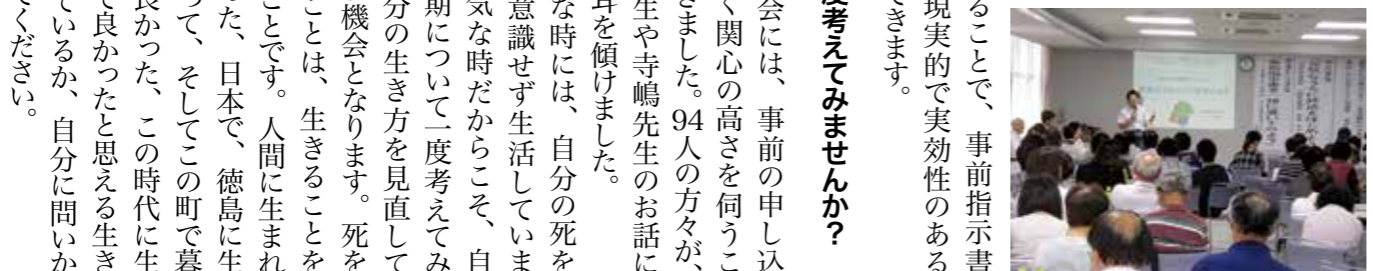 ることで、事前指示書
現実的で実効性のある
できます。
度考えてみませんか？
会には、事前の申し込
く関心の高さを伺うこ
きました。94人の方々が、
生や寺嶋先生のお話に
耳を傾けました。
な時には、自分の死を
意識せず生活していま
気な時だからこそ、自
期について一度考えてみ
分の生き方を見直して
機会となります。死を
ことは、生きることを
ことです。人間に生まれ
った、日本で、徳島に生
って、そしてこの町で暮
良かった、この時代に生
で良かったと思える生き
ているか、自分に問いか
てください。